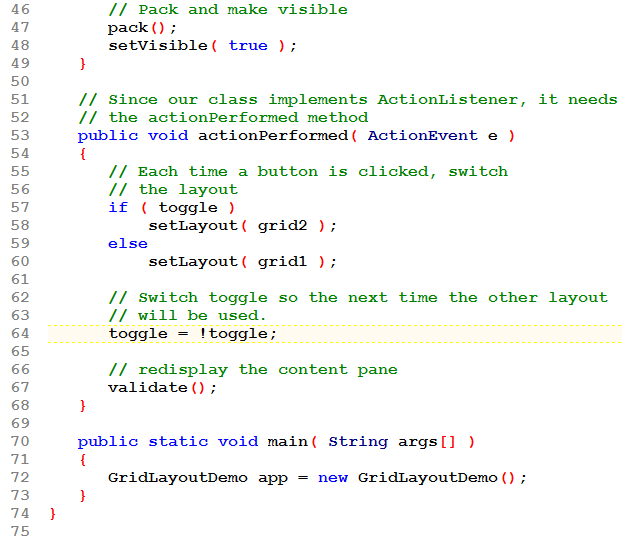 46 // Pack and make visible
47 pack();
48 setVisible( true );
49 }
50
51 // Since our class implements ActionListener, it needs
52 // the actionPerformed method
53 public void actionPerformed( ActionEvent e )
54 {
55 // Each time a button is clicked, switch
56 // the layout
57 if ( toggle )
58 setLayout( grid2 );
59 else
60 setLayout( grid1 );
61
62 // Switch toggle so the next time the other layout
63 // will be used.
64 toggle = !toggle;
65
66 // redisplay the content pane
67 validate();
68 }
69
70 public static void main( String args[] )
71 {
72 GridLayoutDemo app = new GridLayoutDemo();
73 }
74 }
75